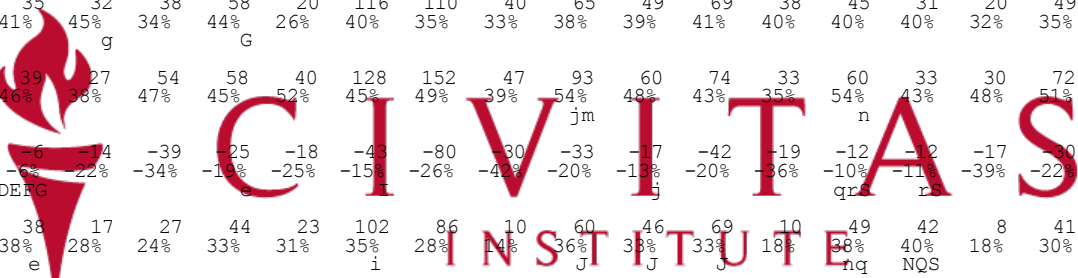 35 32 38 58 20 116 110 40 65 49 69 38 45 31 20 49
41% 45% 34% 44% 26% 40% 35% 33% 38% 39% 41% 40% 40% 40% 32% 35%
g G
39 27 54 58 40 128 152 47 93 60 74 33 60 33 30 72
46% 38% 47% 45% 52% 45% 49% 39% 54% 48% 43% 35% 54% 43% 48% 51%
jm n
CIVITAS
-6 -14 -39 -25 -18 -43 -80 -30 -33 -17 -42 -19 -12 -12 -17 -30
-6% -22% -34% -19% -25% -15% -26% -42% -20% -13% -20% -36% -10% -11% -39% -22%
DEFG e I j qrS rS
38 17 27 44 23 102 86 10 60 46 69 10 49 42 8 41
INSTITUTE
38% 28% 24% 33% 31% 35% 28% 14% 36% 33% 33% 18% 38% 40% 18% 30%
e i J J J nq NQS